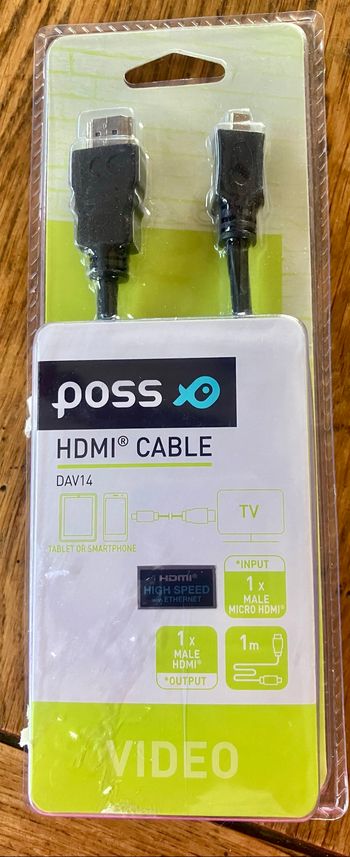 poss
HDMI® CABLE
DAV14
TV
TABLET OR SMARTPHONE
HDMI®
HIGH SPEED
WITH ETHERNET
*INPUT
1 x
MALE
MICRO HDMI®
1 x
MALE
HDMI®
*OUTPUT
1m
VIDEO